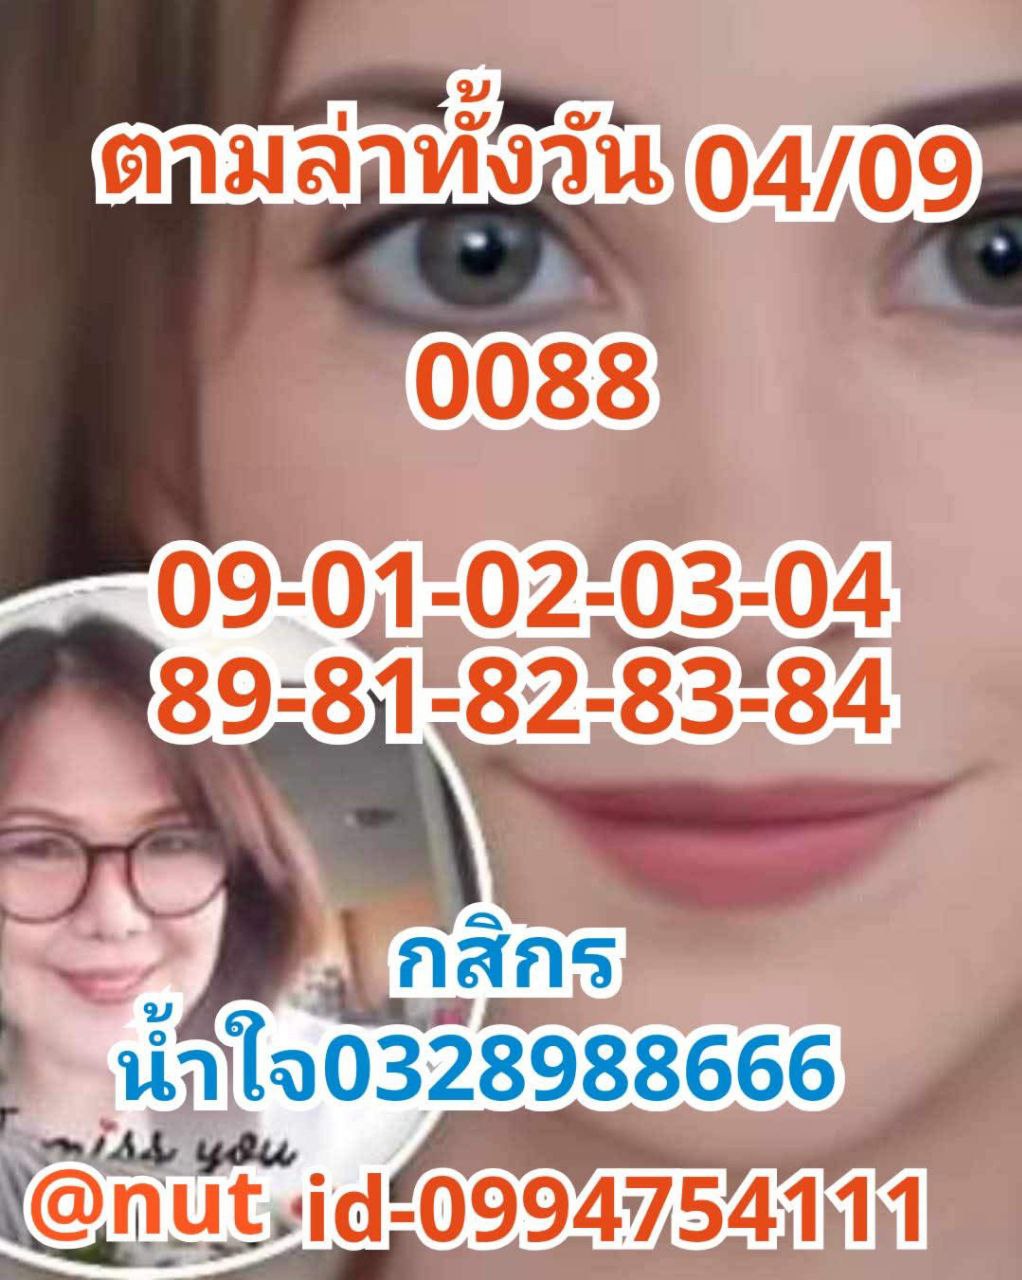 ตามล่าทั้งวัน 04/09
0088
09-01-02-03-04
89-81-82-83-84
กสิกร
น้ำใจ0328988666
miss you
@nut id-0994754111